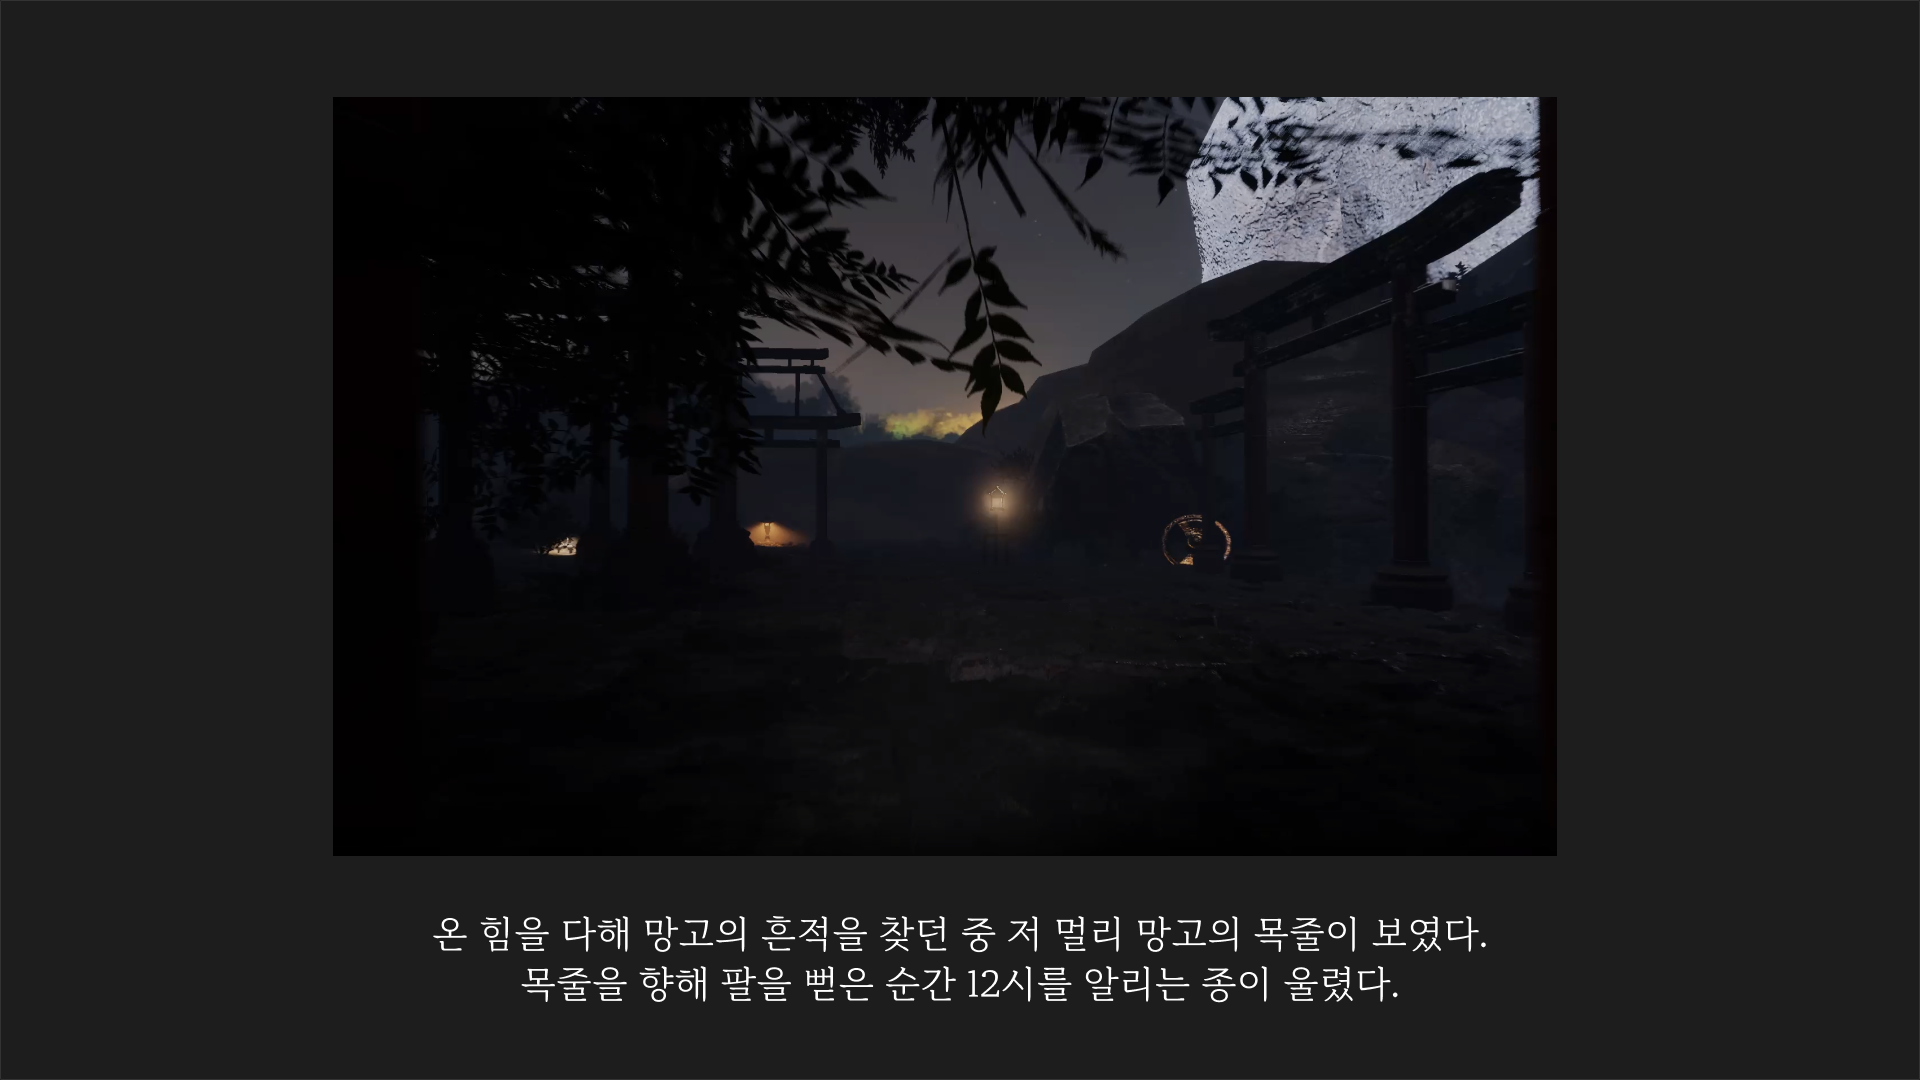 온 힘을 다해 망고의 흔적을 찾던 중 저 멀리 망고의 목줄이 보였다.
목줄을 향해 팔을 뻗은 순간 12시를 알리는 종이 울렸다.